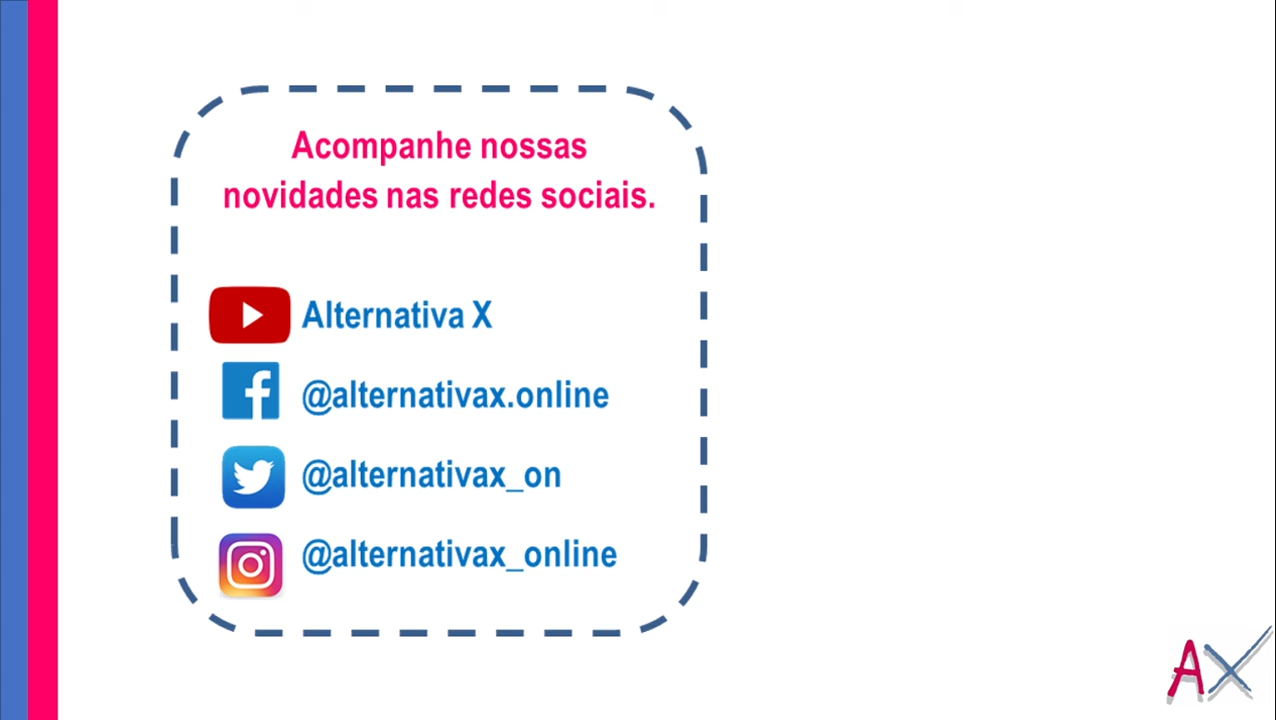 Acompanhe nossas
novidades nas redes sociais.
Alternativa X
@alternativax.online
@alternativax_on
@alternativax_online
AX